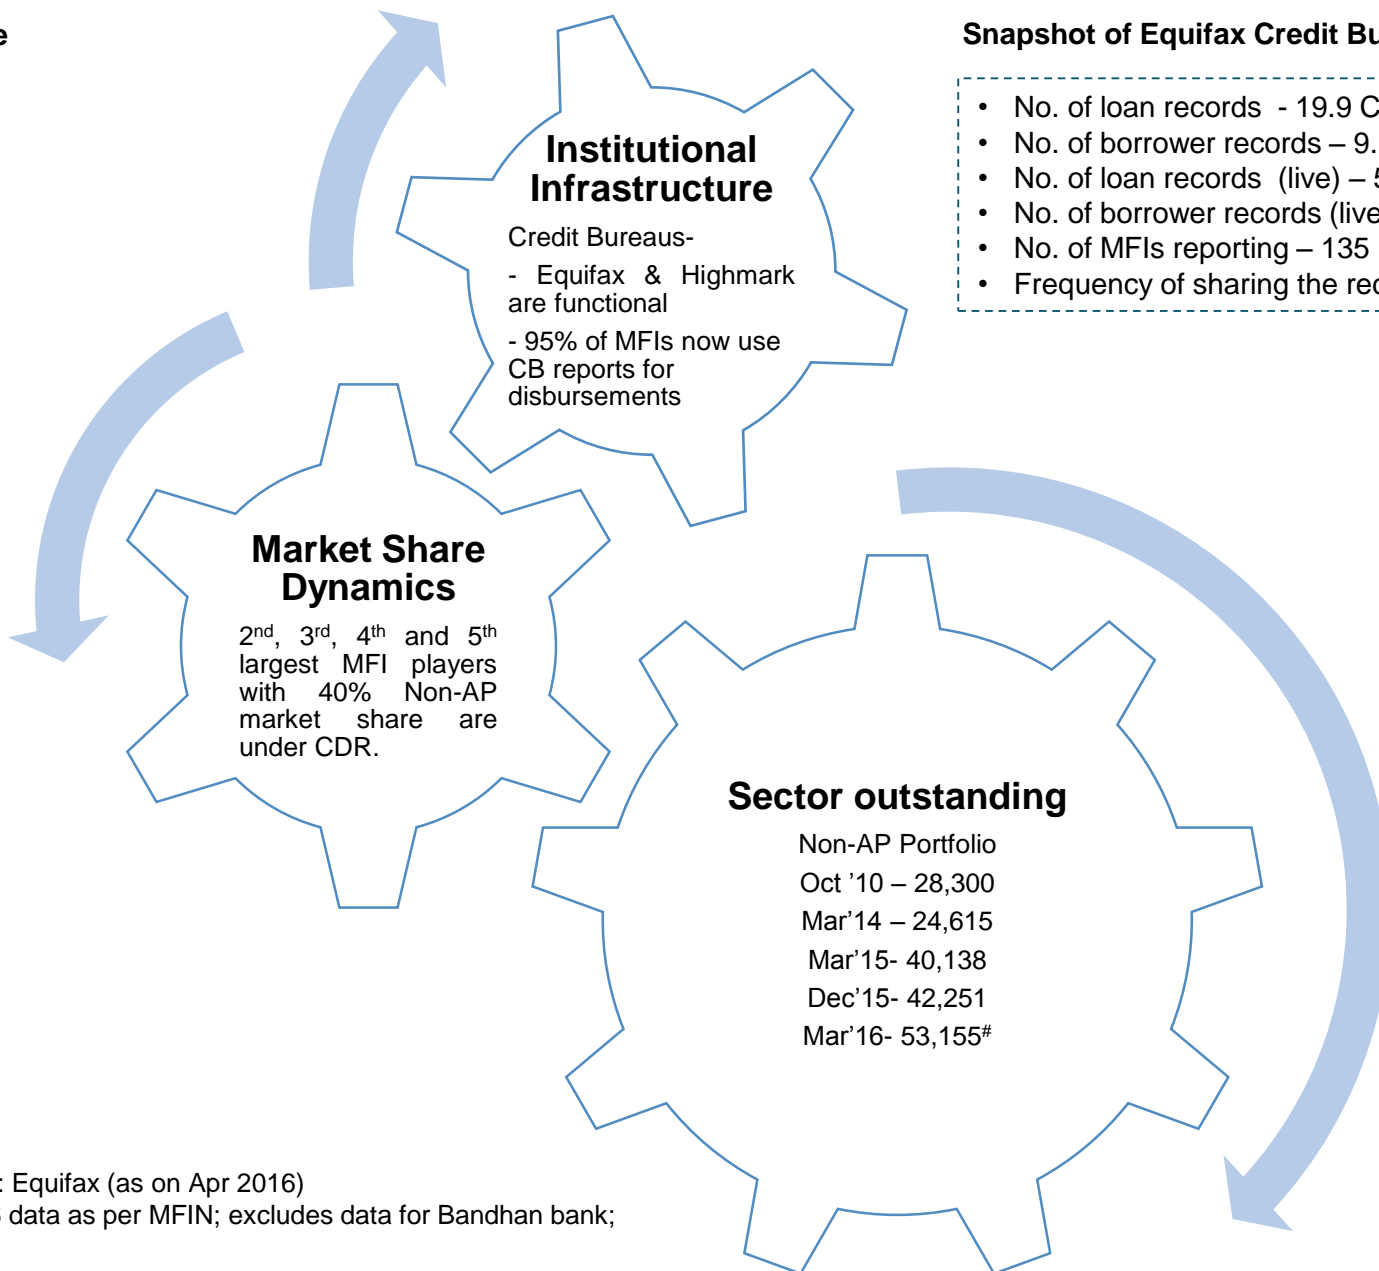 e
Snapshot of Equifax Credit Bu
• No. of loan records - 19.9 C
• No. of borrower records – 9.
• No. of loan records (live) – 5
• No. of borrower records (live
• No. of MFIs reporting – 135
• Frequency of sharing the rec
Institutional
Infrastructure
Credit Bureaus-
- Equifax & Highmark
are functional
- 95% of MFIs now use
CB reports for
disbursements
Market Share
Dynamics
2nd, 3rd, 4th and 5th
largest MFI players
with 40% Non-AP
market share are
under CDR.
Sector outstanding
Non-AP Portfolio
Oct '10 – 28,300
Mar'14 – 24,615
Mar'15- 40,138
Dec'15- 42,251
Mar'16- 53,155#
: Equifax (as on Apr 2016)
data as per MFIN; excludes data for Bandhan bank;